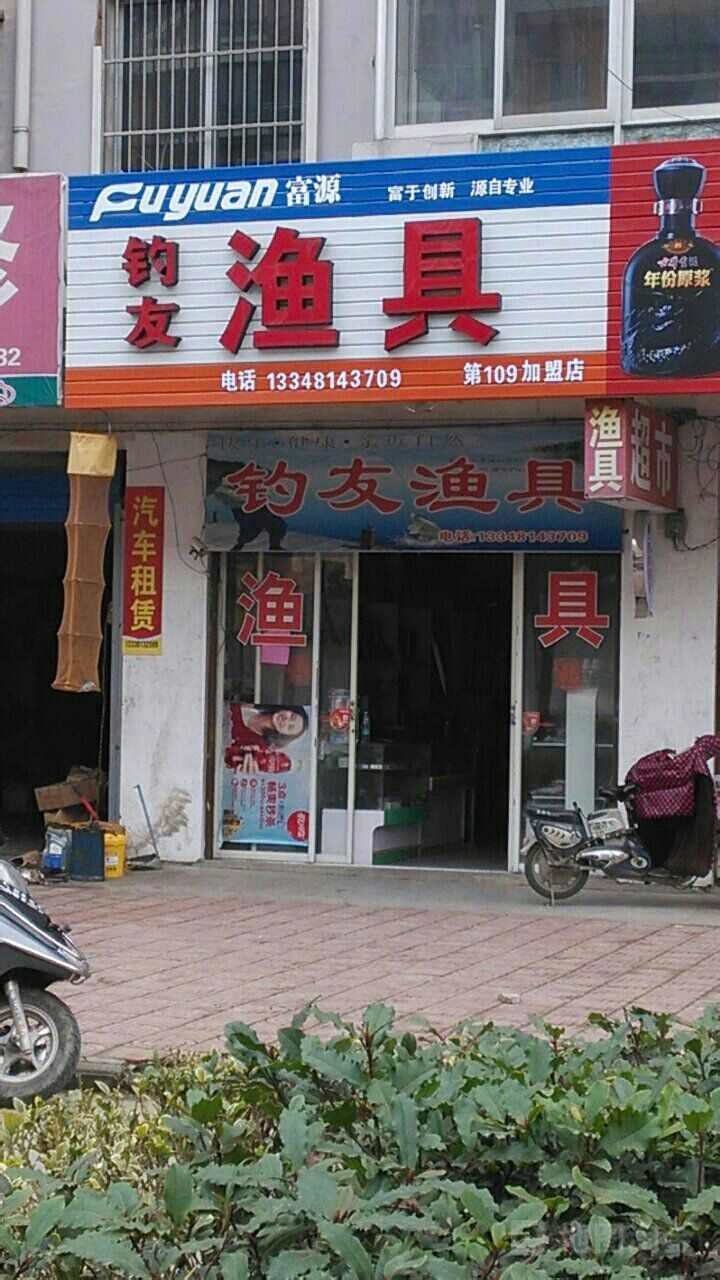 Fuyuan 富源 富于创新 源自专业
钓友 渔具
电话 13348143709 第109加盟店
年份原浆
32
渔具
超市
钓友渔具
电话:13348143709
汽车租赁
渔 具